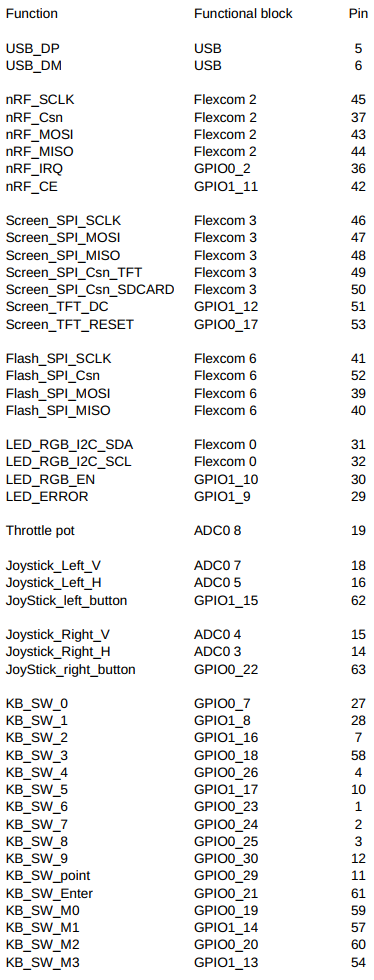 Function Functional block Pin
USB_DP USB 5
USB_DM USB 6
nRF_SCLK Flexcom 2 45
nRF_Csn Flexcom 2 37
nRF_MOSI Flexcom 2 43
nRF_MISO Flexcom 2 44
nRF_IRQ GPIO0_2 36
nRF_CE GPIO1_11 42
Screen_SPI_SCLK Flexcom 3 46
Screen_SPI_MOSI Flexcom 3 47
Screen_SPI_MISO Flexcom 3 48
Screen_SPI_Csn_TFT Flexcom 3 49
Screen_SPI_Csn_SDCARD Flexcom 3 50
Screen_TFT_DC GPIO1_12 51
Screen_TFT_RESET GPIO0_17 53
Flash_SPI_SCLK Flexcom 6 41
Flash_SPI_Csn Flexcom 6 52
Flash_SPI_MOSI Flexcom 6 39
Flash_SPI_MISO Flexcom 6 40
LED_RGB_I2C_SDA Flexcom 0 31
LED_RGB_I2C_SCL Flexcom 0 32
LED_RGB_EN GPIO1_10 30
LED_ERROR GPIO1_9 29
Throttle pot ADC0 8 19
Joystick_Left_V ADC0 7 18
Joystick_Left_H ADC0 5 16
JoyStick_left_button GPIO1_15 62
Joystick_Right_V ADC0 4 15
Joystick_Right_H ADC0 3 14
JoyStick_right_button GPIO0_22 63
KB_SW_0 GPIO0_7 27
KB_SW_1 GPIO1_8 28
KB_SW_2 GPIO1_16 7
KB_SW_3 GPIO0_18 58
KB_SW_4 GPIO0_26 4
KB_SW_5 GPIO1_17 10
KB_SW_6 GPIO0_23 1
KB_SW_7 GPIO0_24 2
KB_SW_8 GPIO0_25 3
KB_SW_9 GPIO0_30 12
KB_SW_point GPIO0_29 11
KB_SW_Enter GPIO0_21 61
KB_SW_M0 GPIO0_19 59
KB_SW_M1 GPIO1_14 57
KB_SW_M2 GPIO0_20 60
KB_SW_M3 GPIO1_13 54